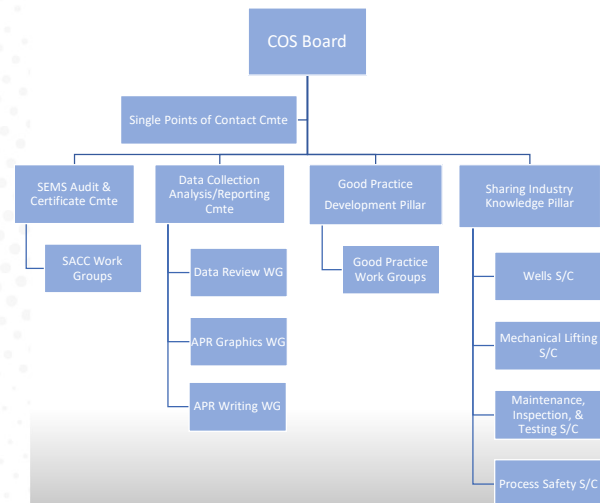 COS Board
Single Points of Contact Cmte
SEMS Audit &
Certificate Cmte
Data Collection
Analysis/Reporting
Cmte
Good Practice
Development Pillar
Sharing Industry
Knowledge Pillar
SACC Work
Groups
Data Review WG
APR Graphics WG
APR Writing WG
Good Practice
Work Groups
Wells S/C
Mechanical Lifting
S/C
Maintenance,
Inspection, &
Testing S/C
Process Safety S/C